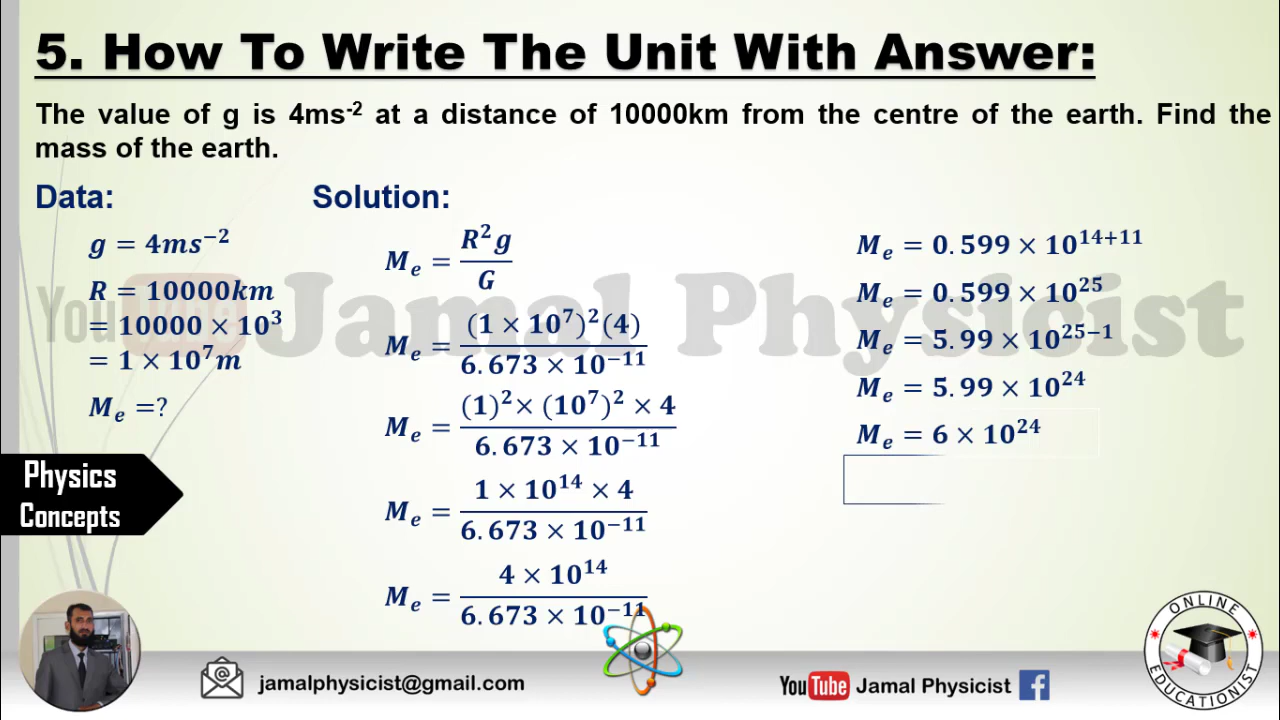 5. How To Write The Unit With Answer:
The value of g is 4ms⁻² at a distance of 10000km from the centre of the earth. Find the
mass of the earth.
Data:
g = 4ms⁻²
R = 10000km
= 10000 × 10³
= 1 × 10⁷m
Mₑ =?
Solution:
Mₑ = R²g / G
Mₑ = (1 × 10⁷)²(4) / 6.673 × 10⁻¹¹
Mₑ = (1)² × (10⁷)² × 4 / 6.673 × 10⁻¹¹
Mₑ = 1 × 10¹⁴ × 4 / 6.673 × 10⁻¹¹
Mₑ = 4 × 10¹⁴ / 6.673 × 10⁻¹¹
Mₑ = 0.599 × 10¹⁴⁺¹¹
Mₑ = 0.599 × 10²⁵
Mₑ = 5.99 × 10²⁵⁻¹
Mₑ = 5.99 × 10²⁴
Mₑ = 6 × 10²⁴
YouTube Jamal Physicist
Physics
Concepts
jamalphysicist@gmail.com
YouTube Jamal Physicist f
ONLINE
EDUCATIONIST